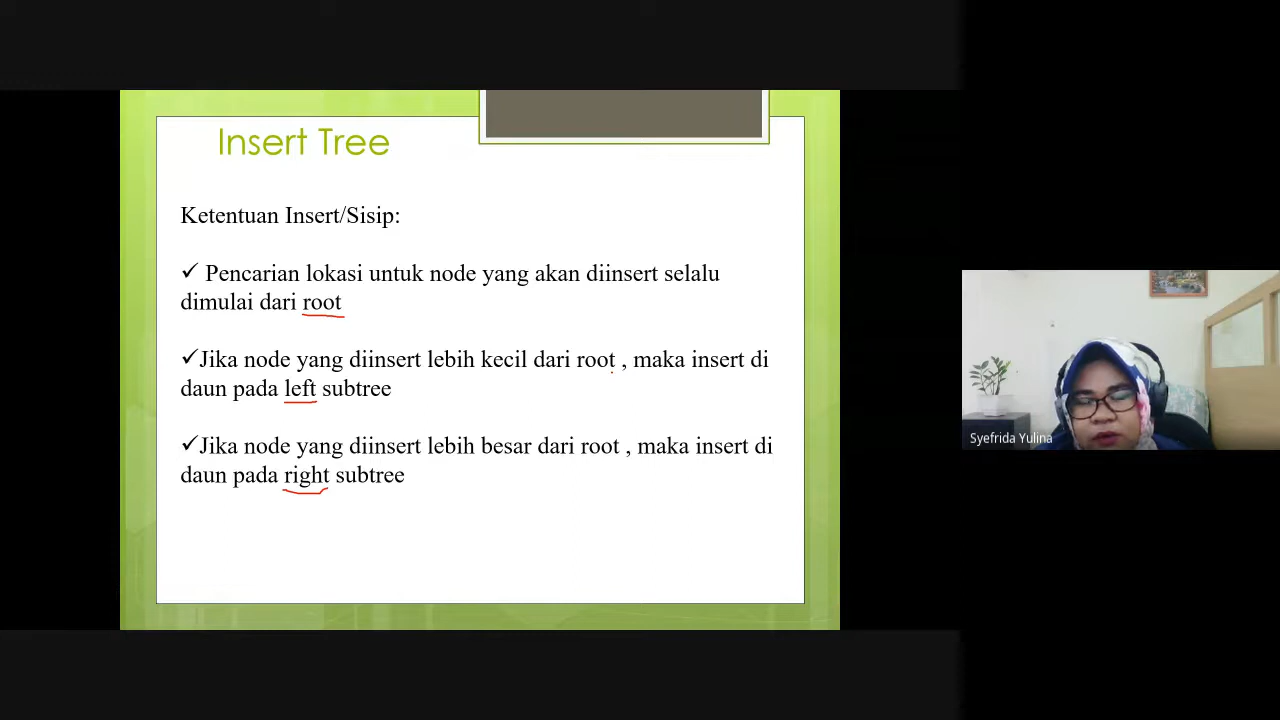 Insert Tree
Ketentuan Insert/Sisip:
✓ Pencarian lokasi untuk node yang akan diinsert selalu
dimulai dari root
✓Jika node yang diinsert lebih kecil dari root , maka insert di
daun pada left subtree
✓Jika node yang diinsert lebih besar dari root , maka insert di
daun pada right subtree
Syefrida Yulina